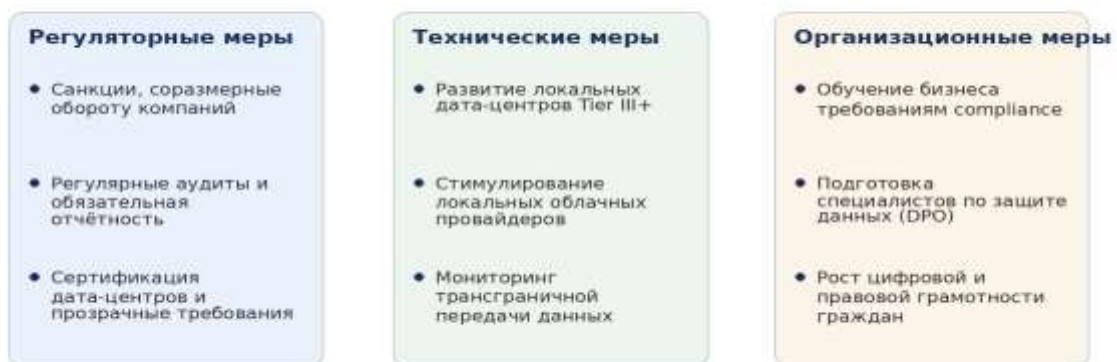 Регуляторные меры
Санкции, соразмерные
обороту компаний
Регулярные аудиты и
обязательная
отчётность
Сертификация
дата-центров и
прозрачные требования
Технические меры
Развитие локальных
дата-центров Tier III+
Стимулирование
локальных облачных
провайдеров
Мониторинг
трансграничной
передачи данных
Организационные меры
Обучение бизнеса
требованиям compliance
Подготовка
специалистов по защите
данных (DPO)
Рост цифровой и
правовой грамотности
граждан